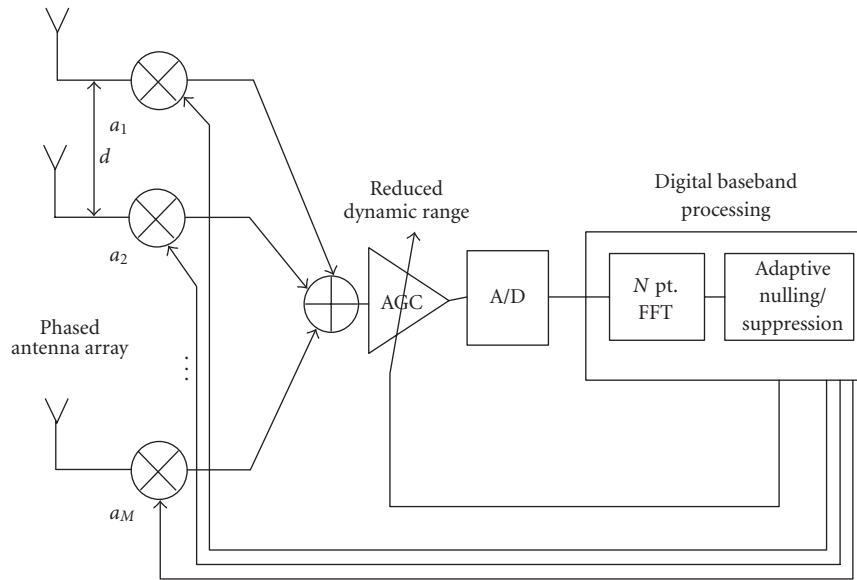 a1
d
a2
Phased
antenna array
⋮
aM
Reduced
dynamic range
AGC
A/D
Digital baseband
processing
N pt.
FFT
Adaptive
nulling/
suppression